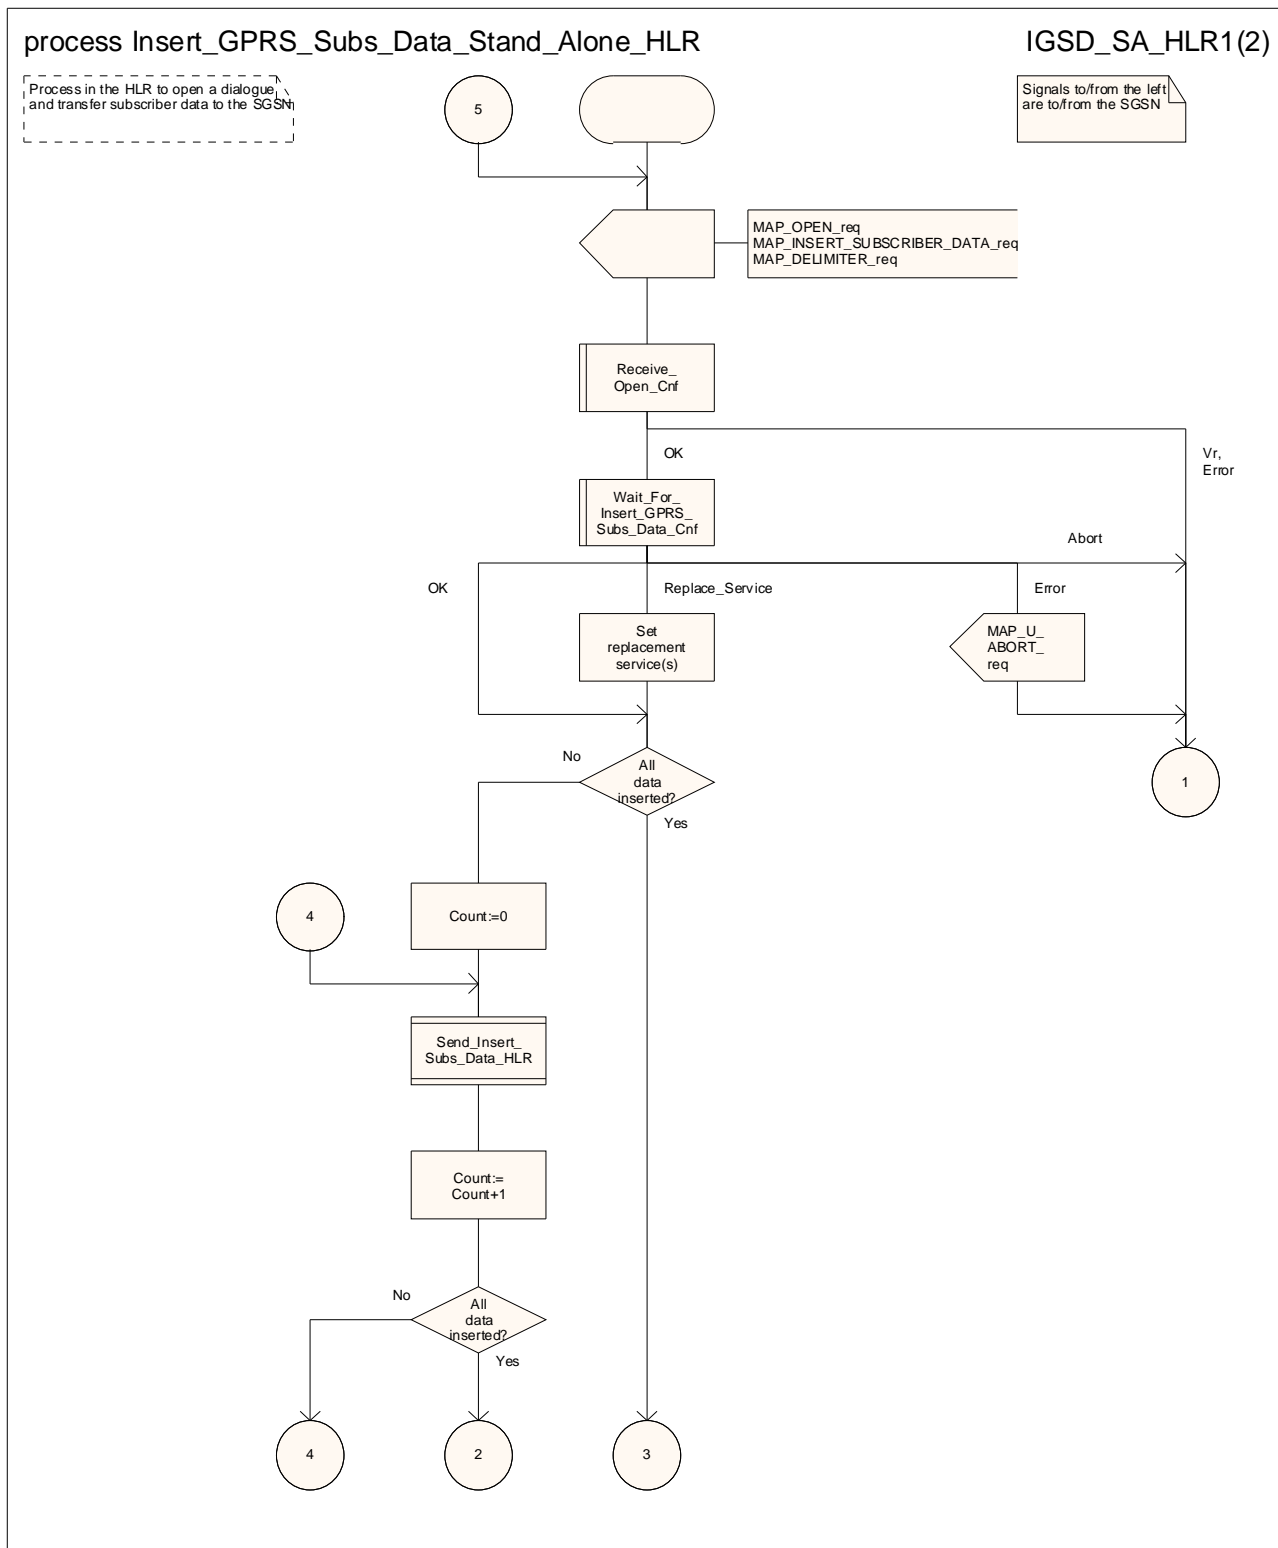 process Insert_GPRS_Subs_Data_Stand_Alone_HLR
IGSD_SA_HLR1(2)
Process in the HLR to open a dialogue
and transfer subscriber data to the SGSN
5
Signals to/from the left
are to/from the SGSN
MAP_OPEN_req
MAP_INSERT_SUBSCRIBER_DATA_req
MAP_DELIMITER_req
Receive_
Open_Cnf
OK
Vr,
Error
Wait_For_
Insert_GPRS_
Subs_Data_Cnf
Abort
OK
Replace_Service
Error
Set
replacement
service(s)
MAP_U_
ABORT_
req
No
All
data
inserted?
Yes
1
4
Count:=0
Send_Insert_
Subs_Data_HLR
Count:=
Count+1
No
All
data
inserted?
Yes
4
2
3